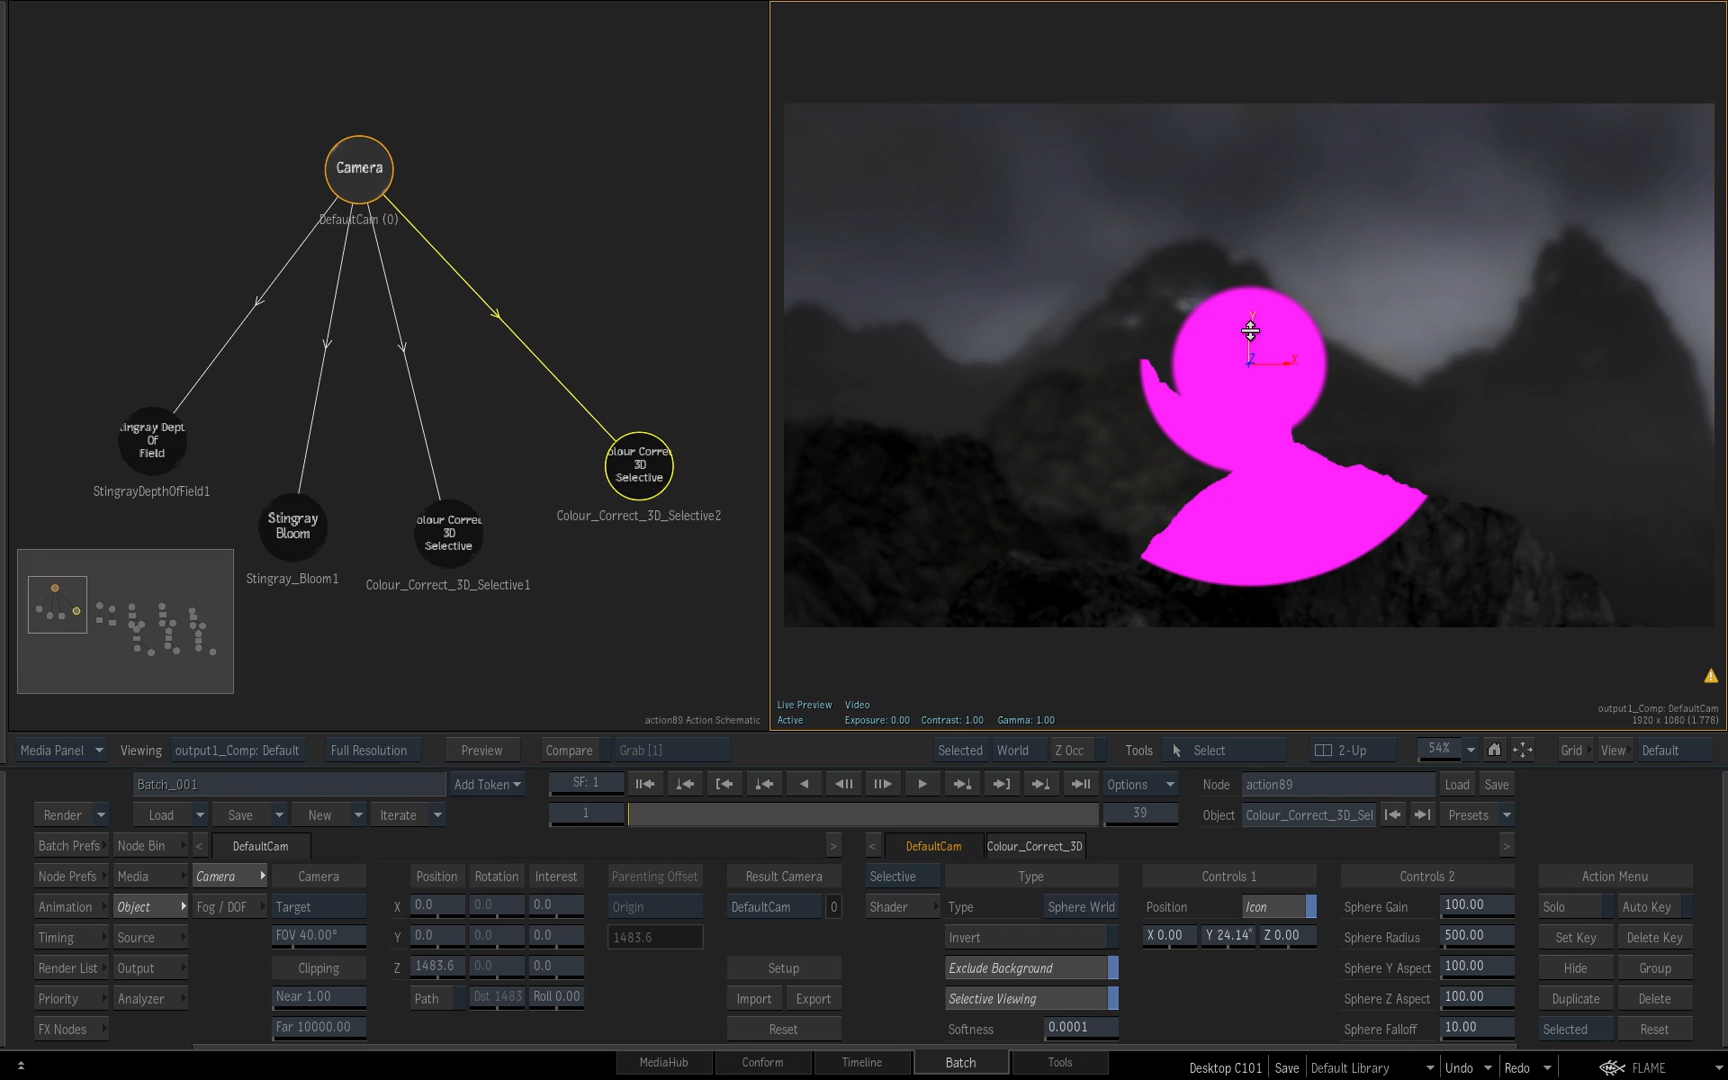 Camera
DefaultCam (0)
ingray Dept
Of
Field
StingrayDepthOfField1
Stingray
Bloom
Stingray_Bloom1
olour Correc
3D
Selective
Colour_Correct_3D_Selective1
olour Correc
3D
Selective
Colour_Correct_3D_Selective2
action89 Action Schematic
Y
Z
X
Live Preview Video
Active Exposure: 0.00 Contrast: 1.00 Gamma: 1.00
output1_Comp: DefaultCam
1920 x 1080 (1.778)
Media Panel Viewing output1_Comp: Default Full Resolution Preview Compare Grab [1] Selected World Z Occ Tools Select 2-Up 54% Grid View Default
Batch_001 Add Token SF: 1 Options Node action89 Load Save
Render Load Save New Iterate 1 39 Object Colour_Correct_3D_Sel Presets
Batch Prefs Node Bin < DefaultCam > < DefaultCam Colour_Correct_3D >
Node Prefs Media Camera Camera Position Rotation Interest Parenting Offset Result Camera Selective Type Controls 1 Controls 2 Action Menu
Animation Object Fog / DOF Target X 0.0 0.0 0.0 Origin DefaultCam 0 Shader Type Sphere Wrld Position Icon Sphere Gain 100.00 Solo Auto Key
Timing Source FOV 40.00° Y 0.0 0.0 0.0 1483.6 Invert X 0.00 Y 24.14* Z 0.00 Sphere Radius 500.00 Set Key Delete Key
Render List Output Clipping Z 1483.6 0.0 0.0 Setup Exclude Background Sphere Y Aspect 100.00 Hide Group
Priority Analyzer Near 1.00 Path Dst 1483 Roll 0.00 Import Export Selective Viewing Sphere Z Aspect 100.00 Duplicate Delete
FX Nodes Far 10000.00 Reset Softness 0.0001 Sphere Falloff 10.00 Selected Reset
MediaHub Conform Timeline Batch Tools Desktop C101 Save Default Library Undo Redo FLAME